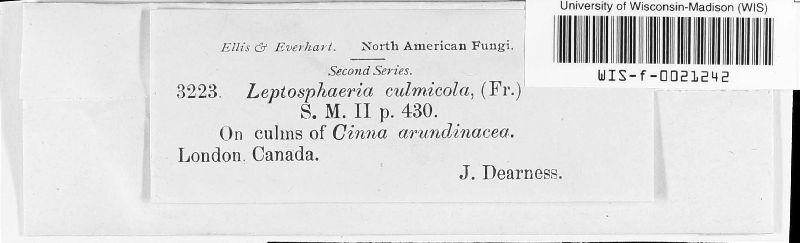 University of Wisconsin-Madison (WIS)
WIS-f-0021242
Ellis & Everhart. North American Fungi.
Second Series.
3223. Leptosphaeria culmicola, (Fr.)
S. M. II p. 430.
On culms of Cinna arundinacea.
London. Canada.
J. Dearness.